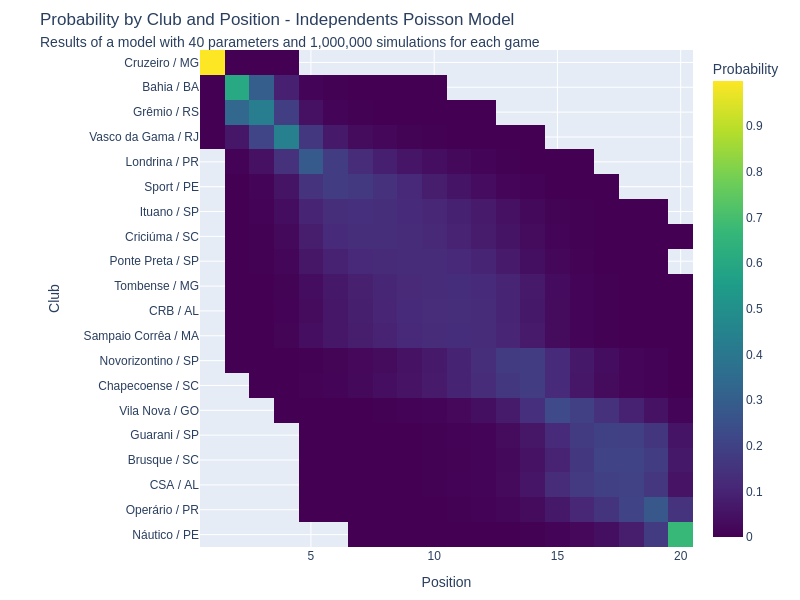 Probability by Club and Position - Independents Poisson Model
Results of a model with 40 parameters and 1,000,000 simulations for each game
Probability
Cruzeiro / MG
Bahia / BA
Grêmio / RS
Vasco da Gama / RJ
Londrina / PR
Sport / PE
Ituano / SP
Criciúma / SC
Ponte Preta / SP
Tombense / MG
CRB / AL
Sampaio Corrêa / MA
Novorizontino / SP
Chapecoense / SC
Vila Nova / GO
Guarani / SP
Brusque / SC
CSA / AL
Operário / PR
Náutico / PE
Club
5
10
15
20
Position
0.9
0.8
0.7
0.6
0.5
0.4
0.3
0.2
0.1
0